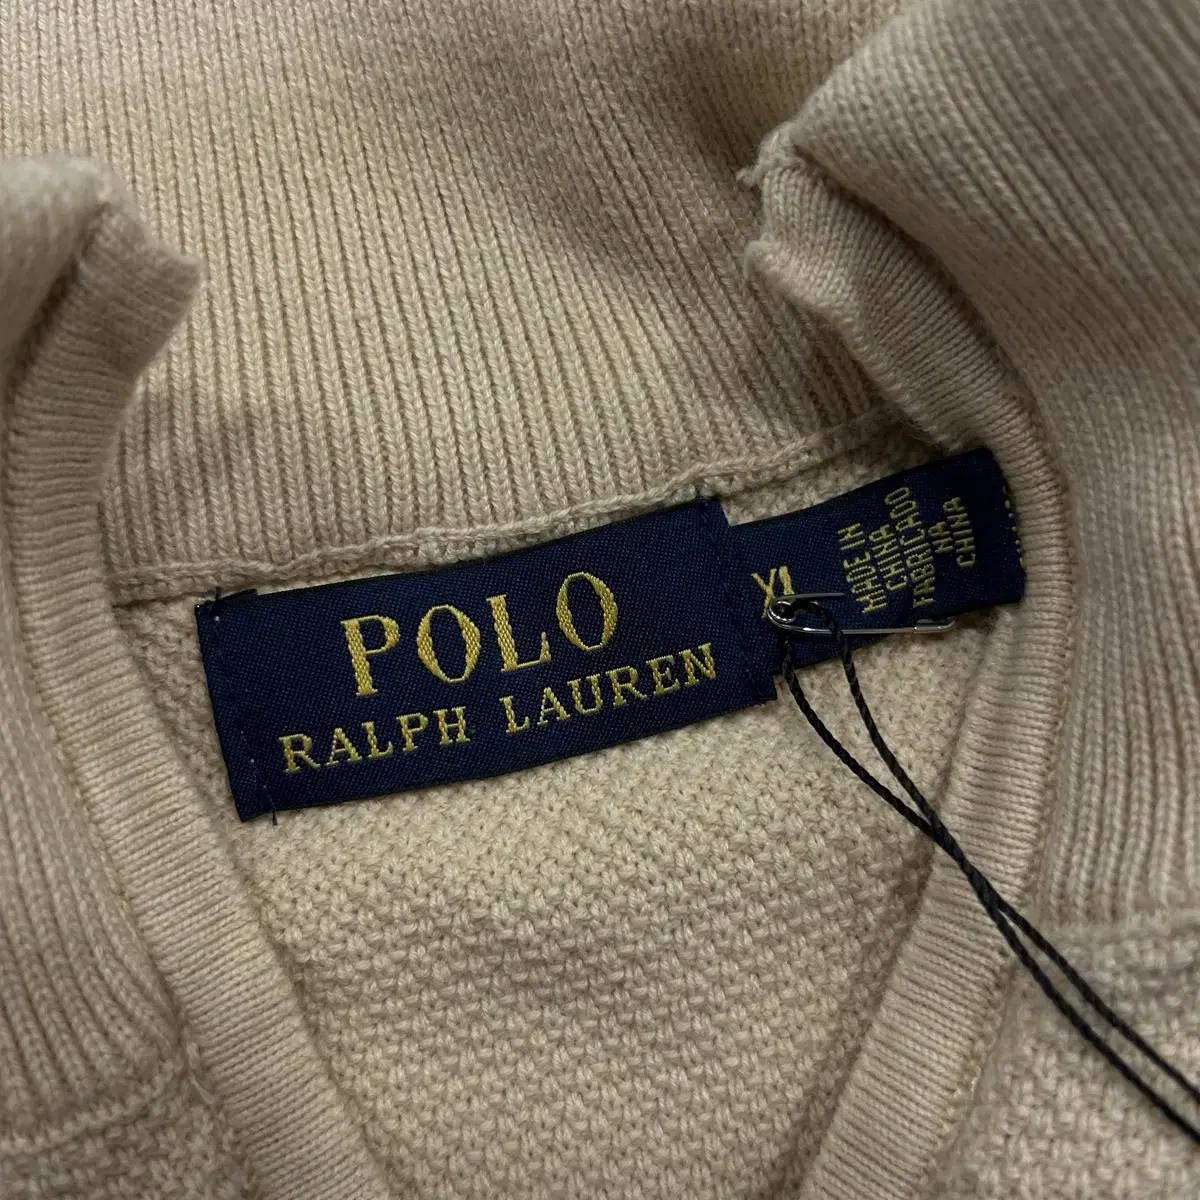 POLO
RALPH LAUREN
XL
MADE IN
CHINA
FABRICADO
NA
CHINA